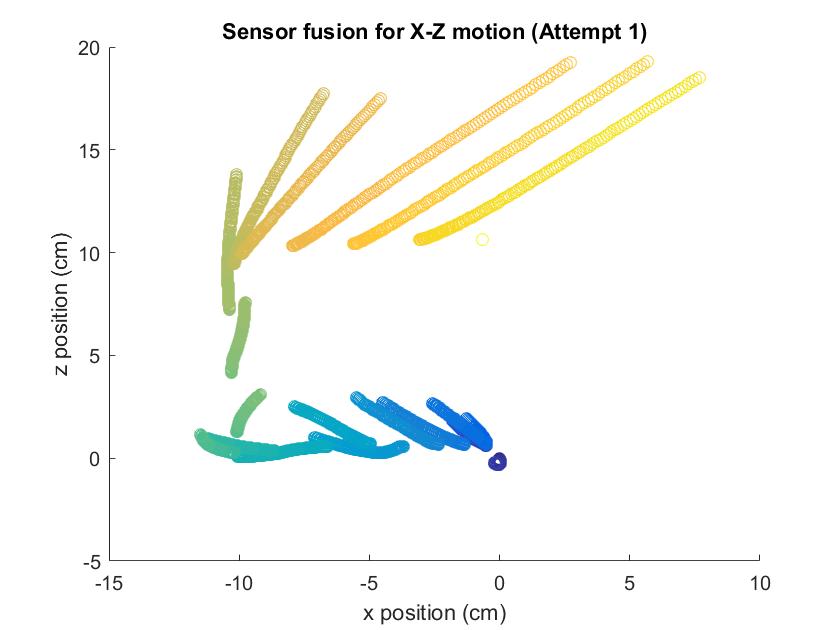 Sensor fusion for X-Z motion (Attempt 1)
20
15
10
5
0
-5
z position (cm)
-15 -10 -5 0 5 10
x position (cm)